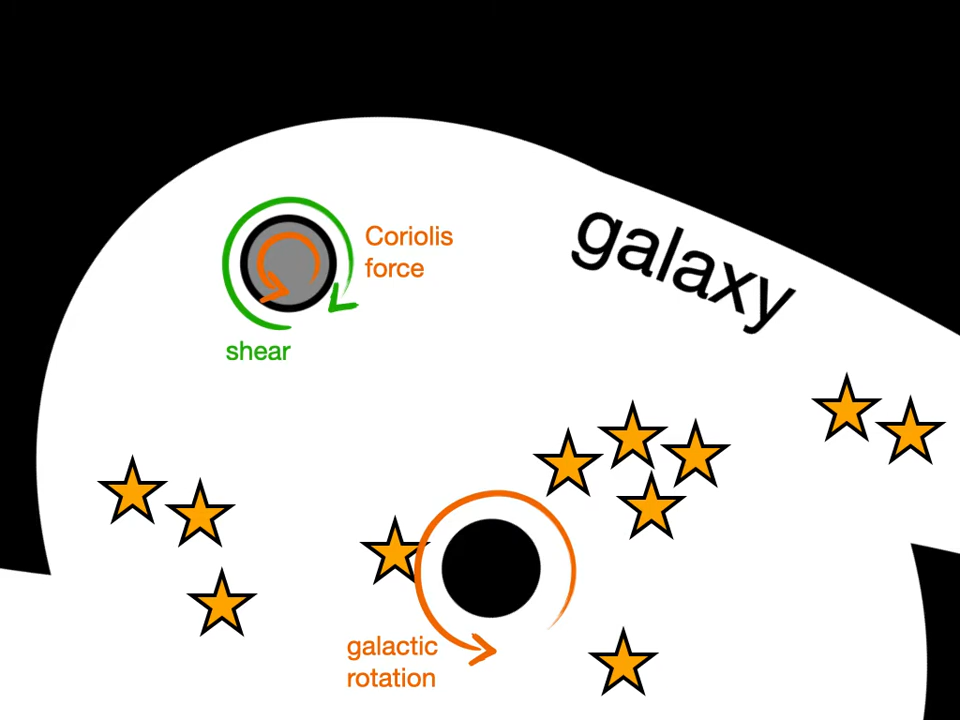 galaxy
Coriolis
force
shear
galactic
rotation